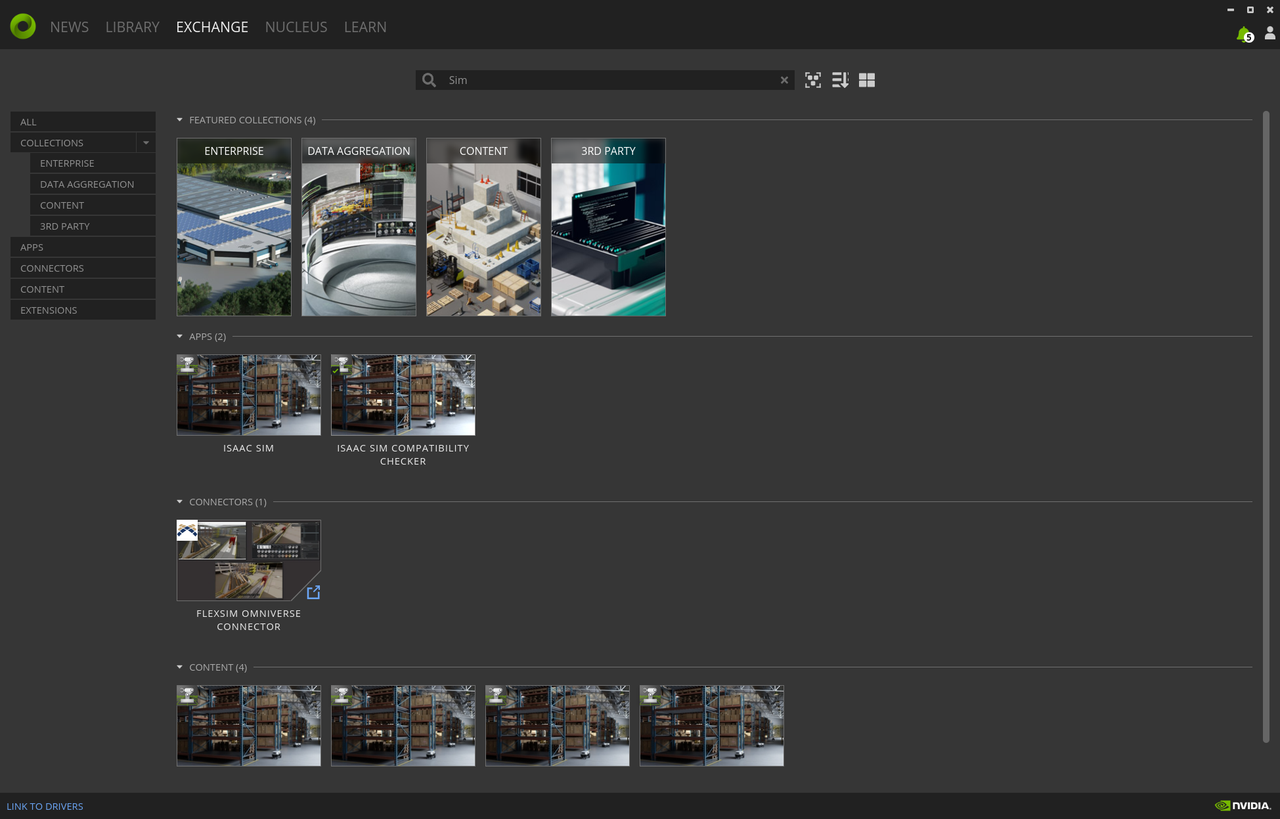 NEWS LIBRARY EXCHANGE NUCLEUS LEARN
5
Sim
ALL
COLLECTIONS
ENTERPRISE
DATA AGGREGATION
CONTENT
3RD PARTY
APPS
CONNECTORS
CONTENT
EXTENSIONS
FEATURED COLLECTIONS (4)
ENTERPRISE DATA AGGREGATION CONTENT 3RD PARTY
APPS (2)
ISAAC SIM
ISAAC SIM COMPATIBILITY
CHECKER
CONNECTORS (1)
FLEXSIM OMNIVERSE
CONNECTOR
CONTENT (4)
LINK TO DRIVERS
NVIDIA.